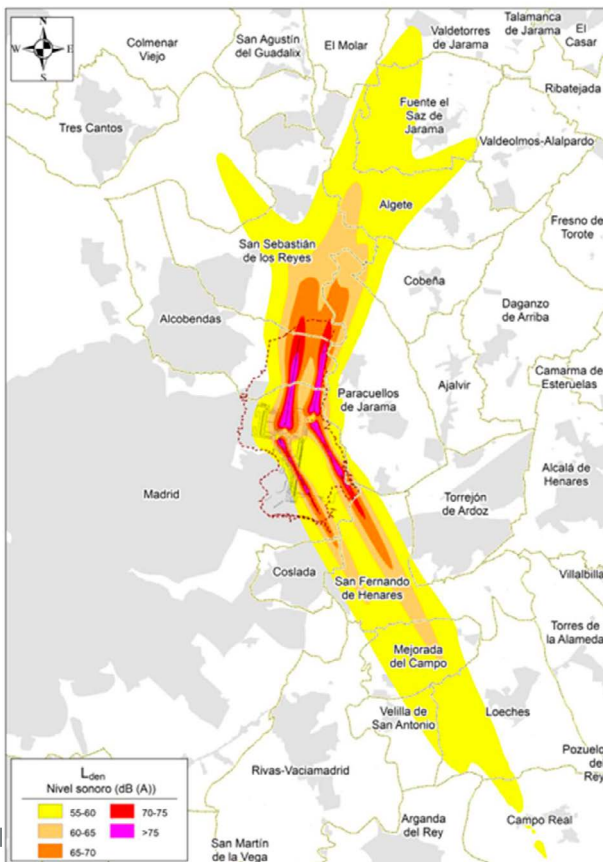 N
W
E
S
Colmenar
Viejo
San Agustín
del Guadalix
El Molar
Valdetorres
de Jarama
Talamanca
de Jarama
El
Casar
Tres Cantos
Fuente el
Saz de
Jarama
Ribatejada
Valdeolmos-Alalpardo
Algete
Fresno de
Torote
San Sebastián
de los Reyes
Cobeña
Daganzo
de Arriba
Alcobendas
Camarma de
Esteruelas
Paracuellos
de Jarama
Ajalvir
Alcalá de
Henares
Madrid
Torrejón
de Ardoz
Coslada
San Fernando
de Henares
Villalbilla
Torres de
la Alameda
Mejorada
del Campo
Velilla de
San Antonio
Loeches
Pozuelo
del
Rey
Rivas-Vaciamadrid
Arganda
del Rey
Campo Real
San Martín
de la Vega
Lden
Nivel sonoro (dB (A))
55-60
70-75
60-65
>75
65-70